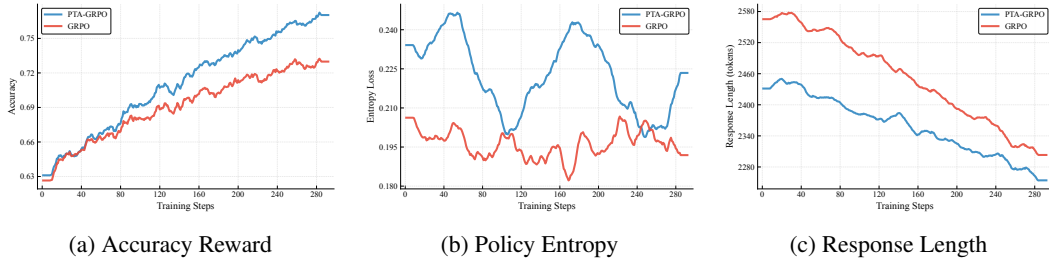 PTA-GRPO
GRPO
Accuracy
0.75
0.72
0.69
0.66
0.63
0 40 80 120 160 200 240 280
Training Steps
(a) Accuracy Reward
PTA-GRPO
GRPO
Entropy Loss
0.240
0.225
0.210
0.195
0.180
0 40 80 120 160 200 240 280
Training Steps
(b) Policy Entropy
PTA-GRPO
GRPO
Response Length (tokens)
2580
2520
2460
2400
2340
2280
0 40 80 120 160 200 240 280
Training Steps
(c) Response Length